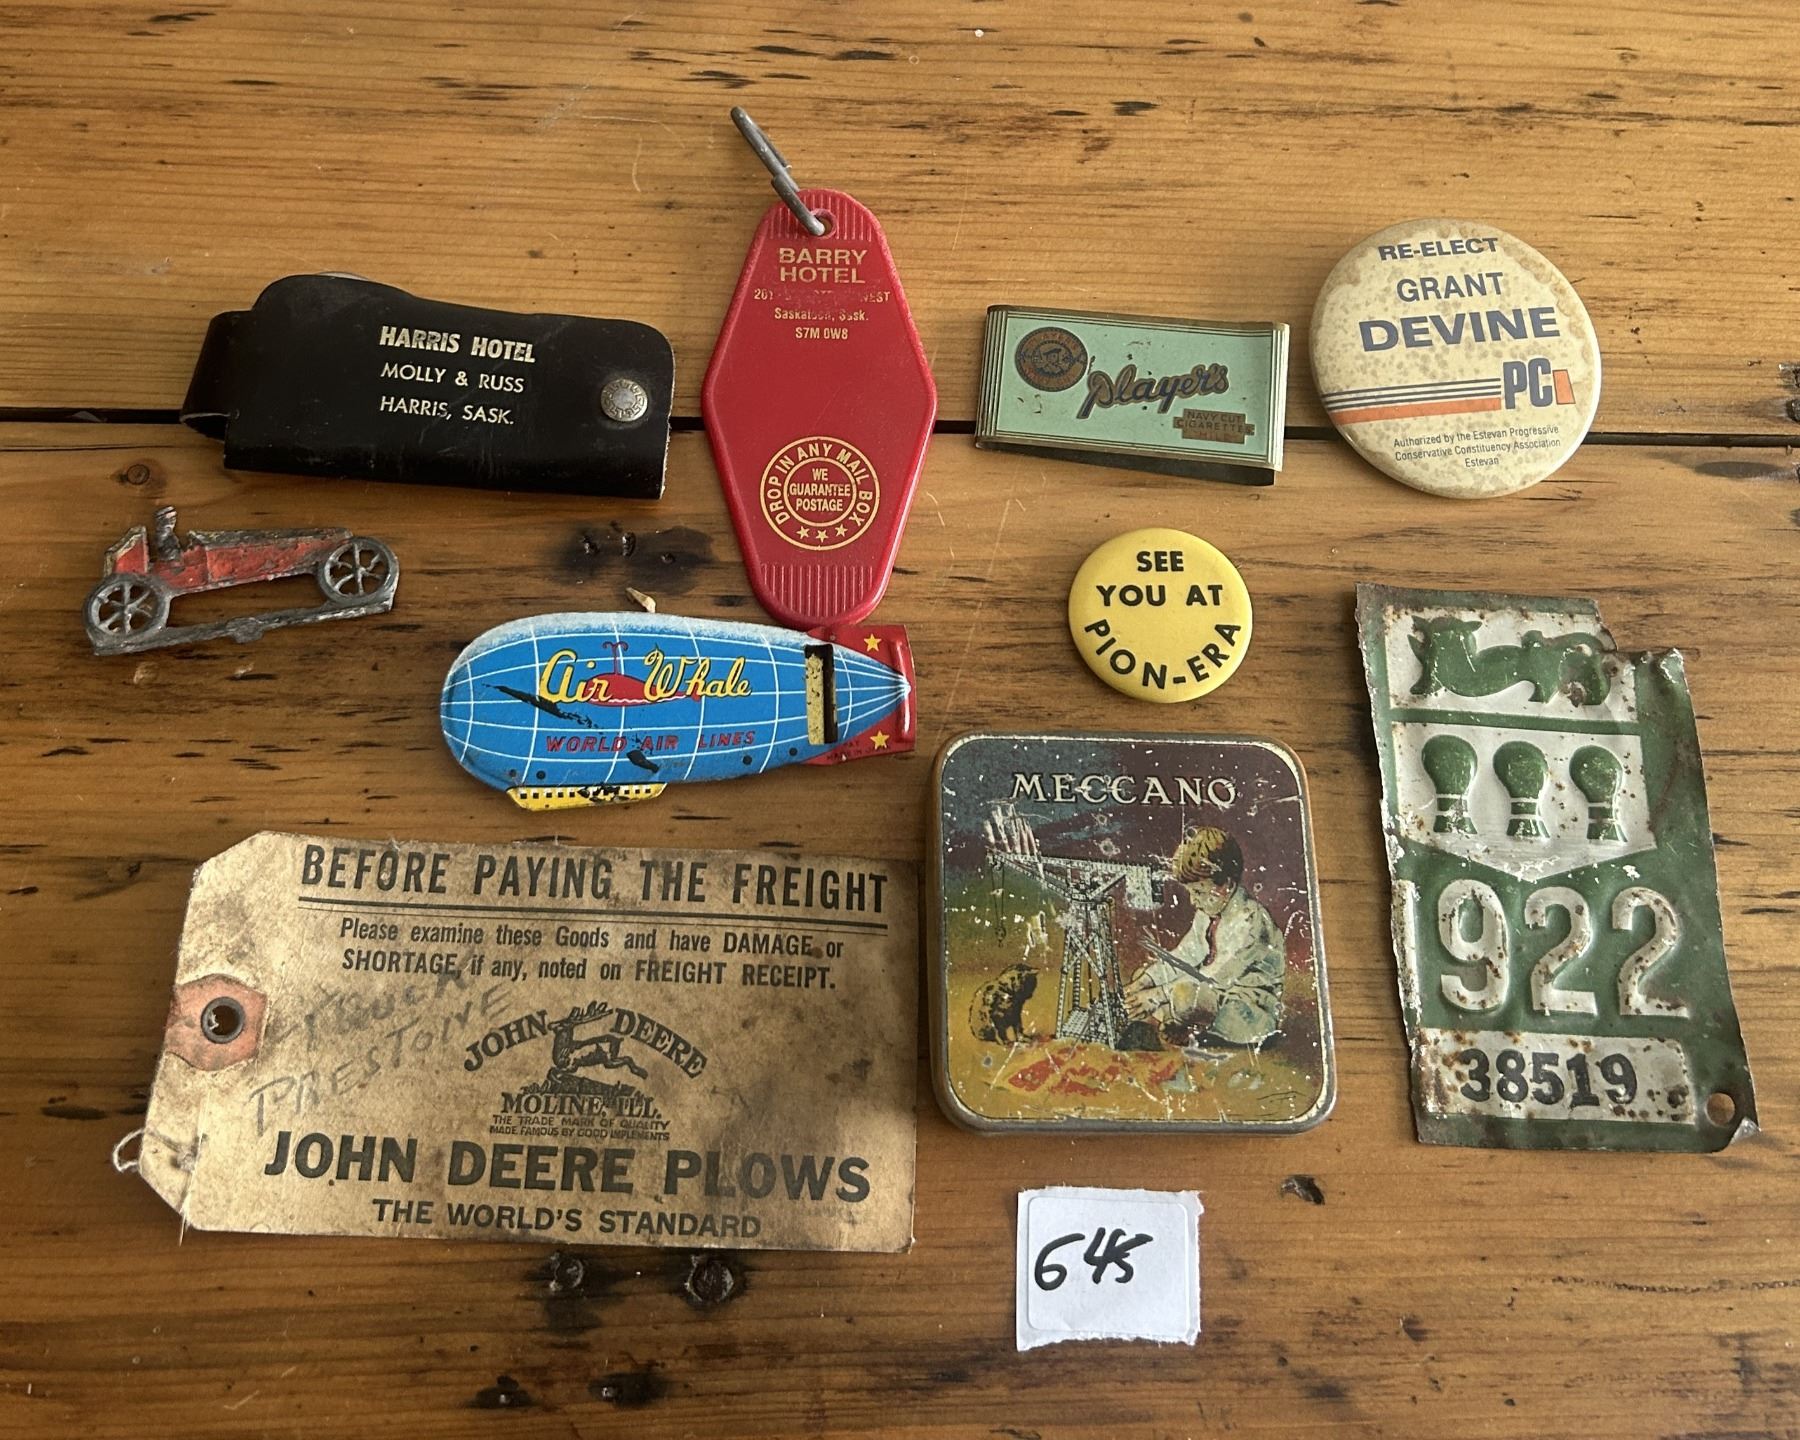 HARRIS HOTEL
MOLLY & RUSS
HARRIS, SASK.
BARRY
HOTEL
Saskatoon, Sask.
S7M 0W8
DROP IN ANY MAIL BOX
WE
GUARANTEE
POSTAGE
Player's
NAVY CUT
CIGARETTES
RE-ELECT
GRANT
DEVINE
PC
Authorized by the Estevan Progressive
Conservative Constituency Association
Estevan
SEE
YOU AT
PION-ERA
Air Whale
WORLD AIR LINES
MECCANO
1922
38519
BEFORE PAYING THE FREIGHT
Please examine these Goods and have DAMAGE or
SHORTAGE, if any, noted on FREIGHT RECEIPT.
TRUCK
PRESTOLVE
JOHN DEERE
MOLINE, ILL.
THE TRADE MARK OF QUALITY
MADE FAMOUS BY GOOD IMPLEMENTS
JOHN DEERE PLOWS
THE WORLD'S STANDARD
645